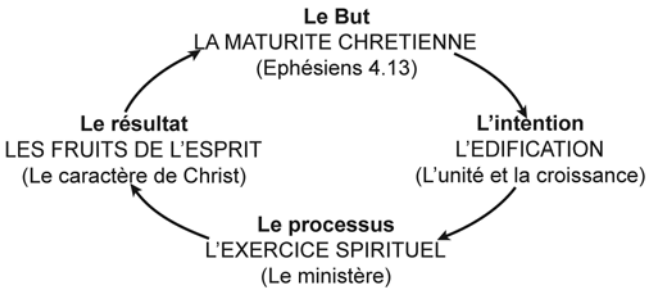 Le But
LA MATURITE CHRETIENNE
(Ephésiens 4.13)
Le résultat
LES FRUITS DE L'ESPRIT
(Le caractère de Christ)
L'intention
L'EDIFICATION
(L'unité et la croissance)
Le processus
L'EXERCICE SPIRITUEL
(Le ministère)